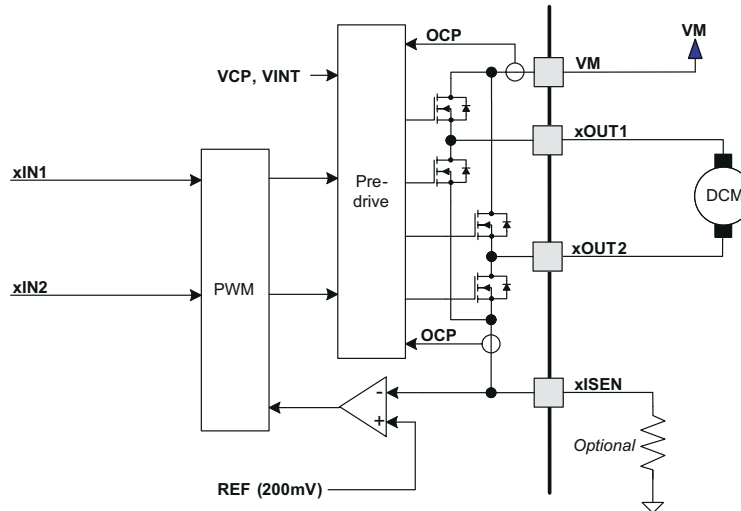 OCP
VM
VM
VCP, VINT
xOUT1
xIN1
Pre-
drive
DCM
xOUT2
xIN2
PWM
OCP
xISEN
-
+
Optional
REF (200mV)